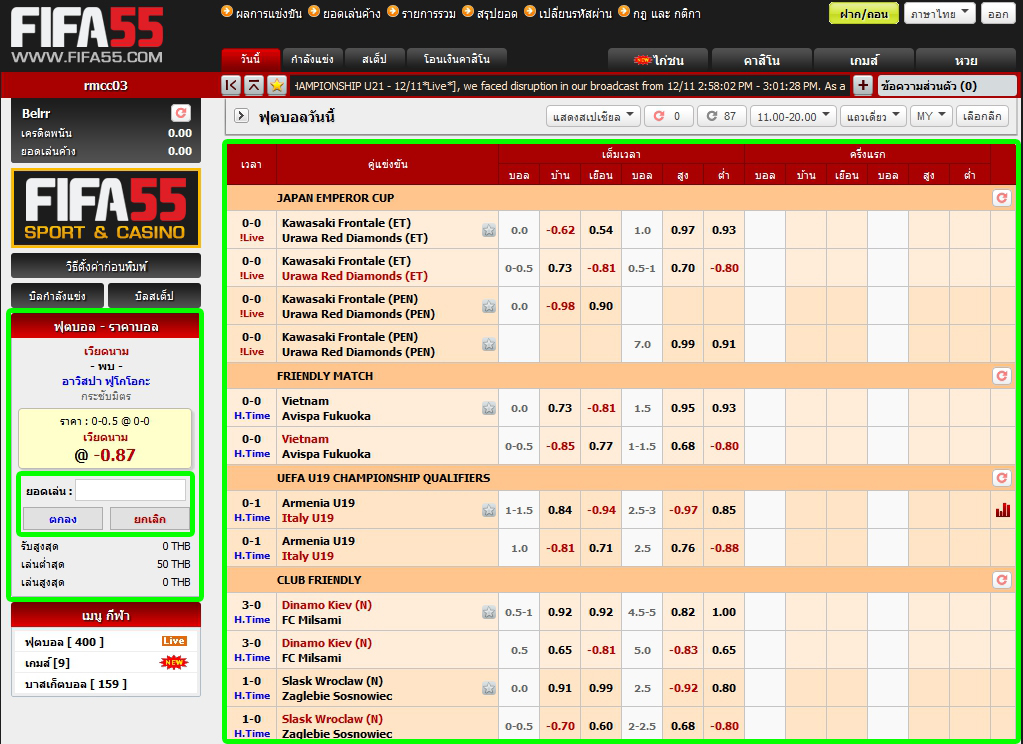 FIFA55
WWW.FIFA55.COM
ผลการแข่งขัน ยอดเล่นค้าง รายการรวม สรุปยอด เปลี่ยนรหัสผ่าน กฎ และ กติกา
ฝาก/ถอน ภาษาไทย ออก
วันนี้ กำลังแข่ง สเต็ป โอนเงินคาสิโน NEW ไก่ชน คาสิโน เกมส์ หวย
rmcc03
HAMPIONSHIP U21 - 12/11*Live*], we faced disruption in our broadcast from 12/11 2:58:02 PM - 3:01:28 PM. As a
ข้อความส่วนตัว (0)
Belrr
เครดิตพนัน 0.00
ยอดเล่นค้าง 0.00
FIFA55
SPORT & CASINO
วิธีตั้งค่าก่อนพิมพ์
บิลกำลังแข่ง บิลสเต็ป
ฟุตบอล - ราคาบอล
เวียดนาม
- พบ -
อาวิสปา ฟูโกโอกะ
กระชับมิตร
ราคา : 0-0.5 @ 0-0
เวียดนาม
@ -0.87
ยอดเล่น :
ตกลง ยกเลิก
รับสูงสุด 0 THB
เล่นต่ำสุด 50 THB
เล่นสูงสุด 0 THB
เมนู กีฬา
ฟุตบอล [ 400 ] Live
เกมส์ [9] NEW
บาสเก็ตบอล [ 159 ]
ฟุตบอลวันนี้ แสดงสเปเชียล 0 87 11.00-20.00 แถวเดี่ยว MY เลือกลีก
เวลา คู่แข่งขัน เต็มเวลา ครึ่งแรก
บอล บ้าน เยือน บอล สูง ต่ำ บอล บ้าน เยือน บอล สูง ต่ำ
JAPAN EMPEROR CUP
0-0 Kawasaki Frontale (ET) 0.0 -0.62 0.54 1.0 0.97 0.93
!Live Urawa Red Diamonds (ET)
0-0 Kawasaki Frontale (ET) 0-0.5 0.73 -0.81 0.5-1 0.70 -0.80
!Live Urawa Red Diamonds (ET)
0-0 Kawasaki Frontale (PEN) 0.0 -0.98 0.90
!Live Urawa Red Diamonds (PEN)
0-0 Kawasaki Frontale (PEN) 7.0 0.99 0.91
!Live Urawa Red Diamonds (PEN)
FRIENDLY MATCH
0-0 Vietnam 0.0 0.73 -0.81 1.5 0.95 0.93
H.Time Avispa Fukuoka
0-0 Vietnam 0-0.5 -0.85 0.77 1-1.5 0.68 -0.80
H.Time Avispa Fukuoka
UEFA U19 CHAMPIONSHIP QUALIFIERS
0-1 Armenia U19 1-1.5 0.84 -0.94 2.5-3 -0.97 0.85
H.Time Italy U19
0-1 Armenia U19 1.0 -0.81 0.71 2.5 0.76 -0.88
H.Time Italy U19
CLUB FRIENDLY
3-0 Dinamo Kiev (N) 0.5-1 0.92 0.92 4.5-5 0.82 1.00
H.Time FC Milsami
3-0 Dinamo Kiev (N) 0.5 0.65 -0.81 5.0 -0.83 0.65
H.Time FC Milsami
1-0 Slask Wroclaw (N) 0.0 0.91 0.99 2.5 -0.92 0.80
H.Time Zaglebie Sosnowiec
1-0 Slask Wroclaw (N) 0-0.5 -0.70 0.60 2-2.5 0.68 -0.80
H.Time Zaglebie Sosnowiec